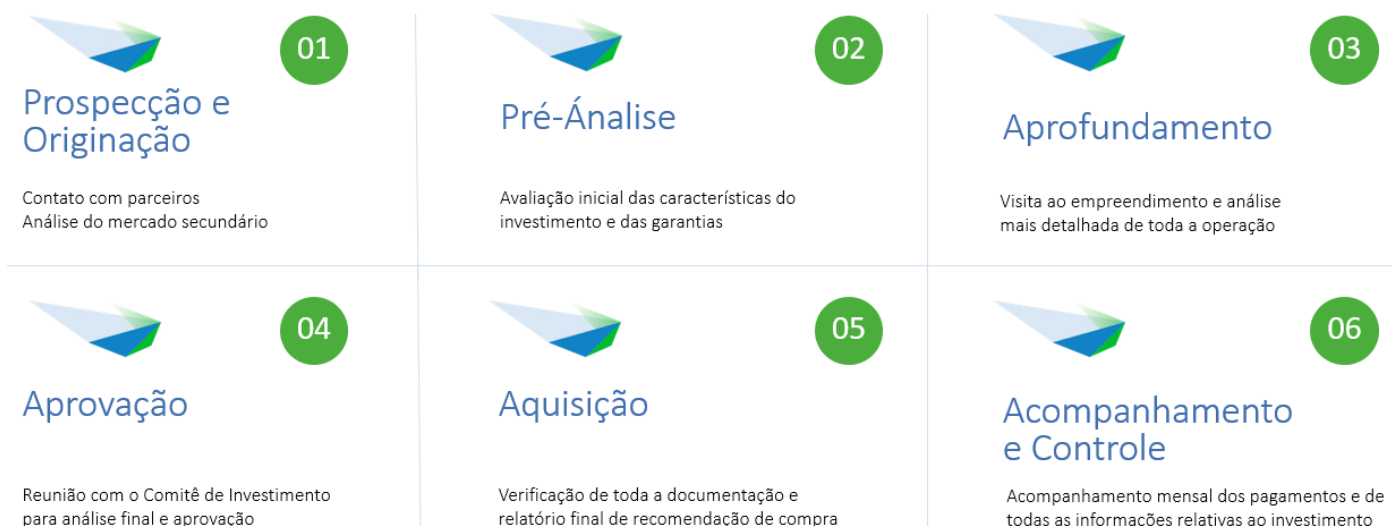 01
Prospecção e
Originação
Contato com parceiros
Análise do mercado secundário
02
Pré-Ánalise
Avaliação inicial das características do
investimento e das garantias
03
Aprofundamento
Visita ao empreendimento e análise
mais detalhada de toda a operação
04
Aprovação
Reunião com o Comitê de Investimento
para análise final e aprovação
05
Aquisição
Verificação de toda a documentação e
relatório final de recomendação de compra
06
Acompanhamento
e Controle
Acompanhamento mensal dos pagamentos e de
todas as informações relativas ao investimento